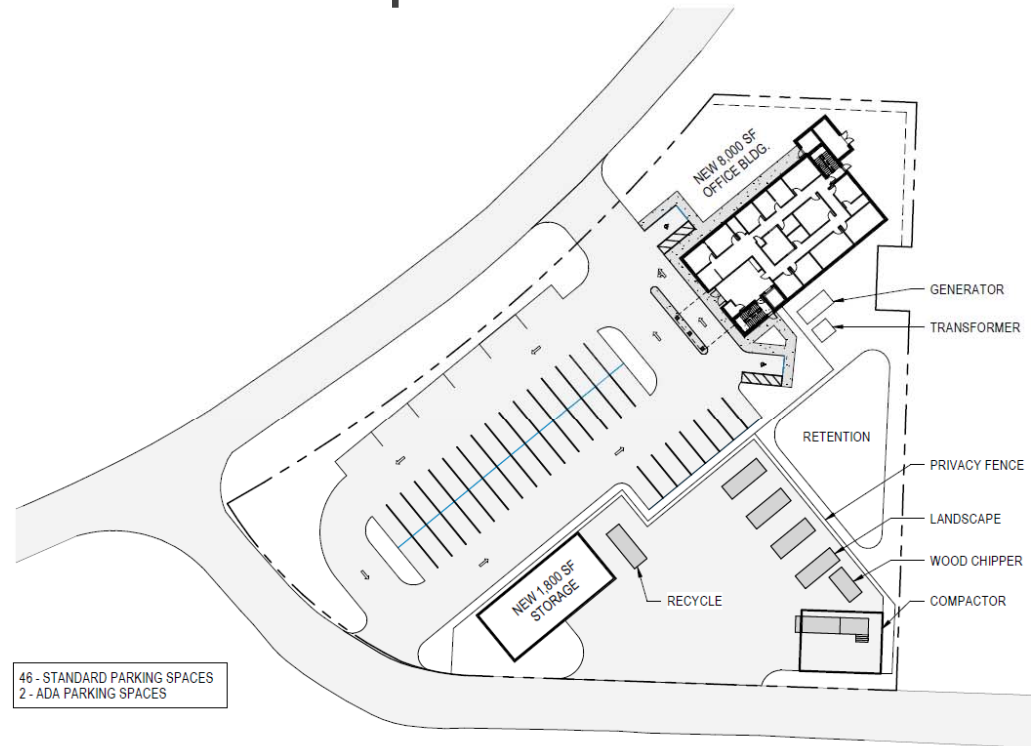 NEW 8,000 SF
OFFICE BLDG.
GENERATOR
TRANSFORMER
RETENTION
PRIVACY FENCE
LANDSCAPE
WOOD CHIPPER
COMPACTOR
RECYCLE
NEW 1,800 SF
STORAGE
46 - STANDARD PARKING SPACES
2 - ADA PARKING SPACES